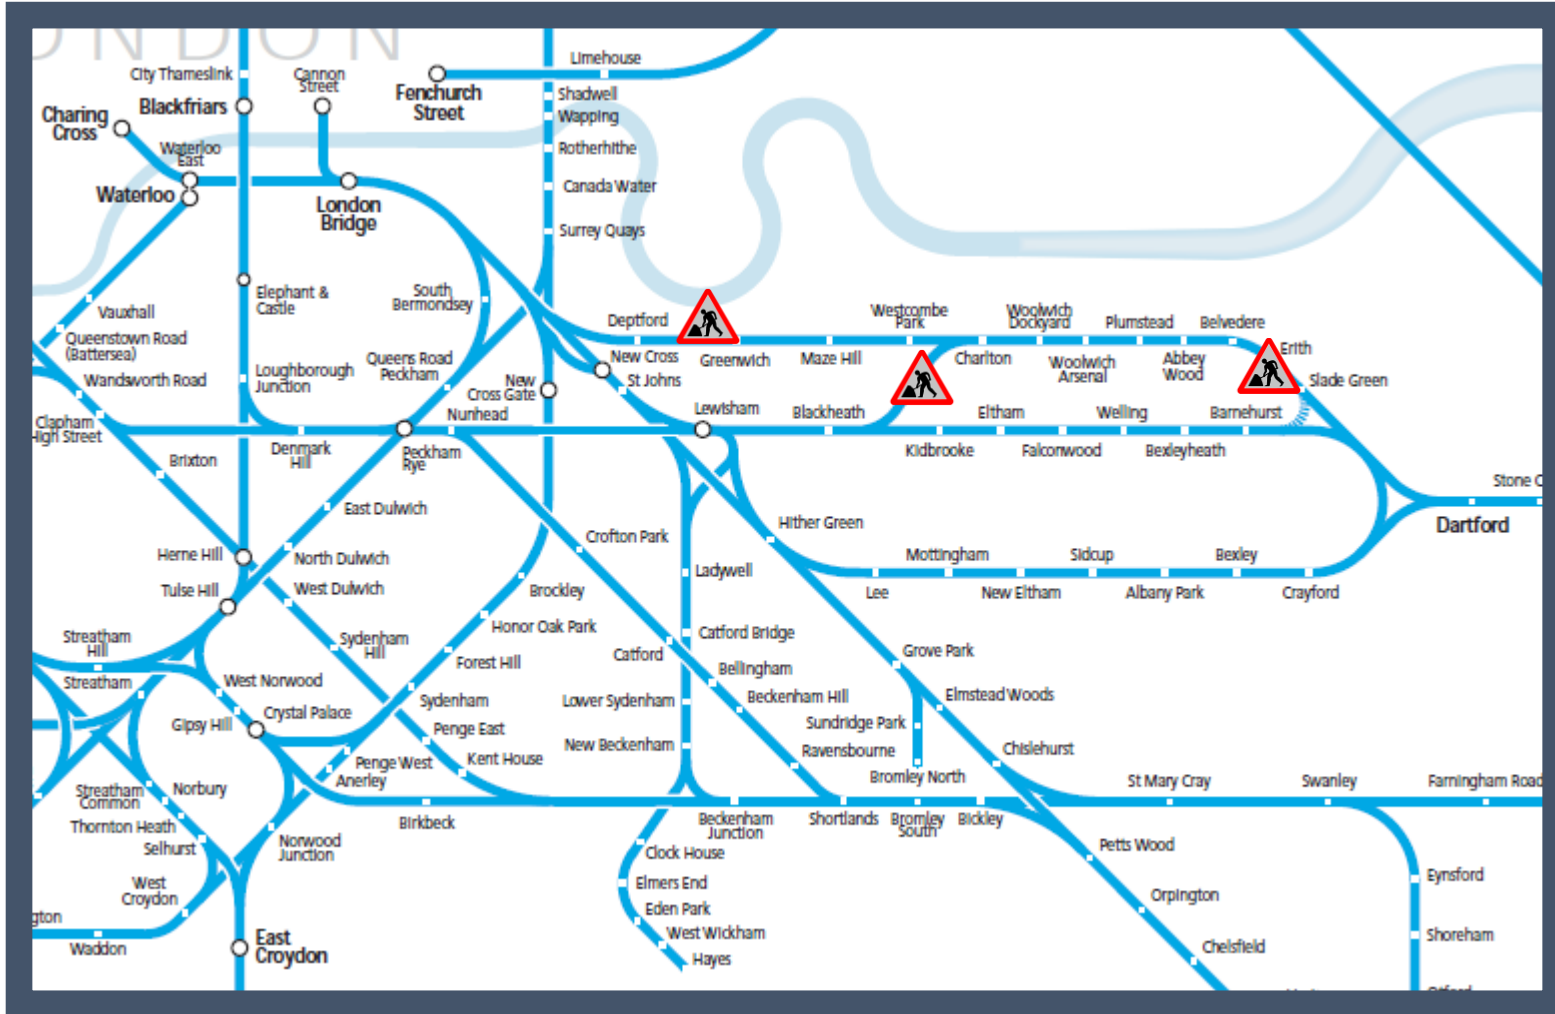 ONDON
City Thameslink
Blackfriars
Cannon
Street
Fenchurch
Street
Limehouse
Charing
Cross
Waterloo
East
Waterloo
London
Bridge
Shadwell
Wapping
Rotherhithe
Canada Water
Surrey Quays
Vauxhall
Queenstown Road
(Battersea)
Wandsworth Road
Clapham
High Street
Elephant &
Castle
Loughborough
Junction
South
Bermondsey
Queens Road
Peckham
New
Cross Gate
New Cross
St Johns
Deptford
Greenwich
Maze Hill
Westcombe
Park
Charlton
Woolwich
Dockyard
Woolwich
Arsenal
Plumstead
Abbey
Wood
Belvedere
Erith
Slade Green
Nunhead
Lewisham
Blackheath
Kidbrooke
Eltham
Falconwood
Welling
Bexleyheath
Barnehurst
Denmark
Hill
Peckham
Rye
Brixton
East Dulwich
Herne Hill
North Dulwich
Tulse Hill
West Dulwich
Crofton Park
Hither Green
Stone C
Dartford
Mottingham
Sidcup
Bexley
Lee
New Eltham
Albany Park
Crayford
Ladywell
Brockley
Honor Oak Park
Forest Hill
Catford Bridge
Catford
Bellingham
Grove Park
Streatham
Hill
Streatham
Sydenham
Hill
West Norwood
Gipsy Hill
Crystal Palace
Sydenham
Lower Sydenham
Beckenham Hill
Elmstead Woods
Sundridge Park
Penge East
New Beckenham
Ravensbourne
Chislehurst
Penge West
Kent House
Anerley
Bromley North
St Mary Cray
Swanley
Farningham Road
Streatham
Common
Norbury
Thornton Heath
Selhurst
Norwood
Junction
Birkbeck
Beckenham
Junction
Shortlands
Bromley
South
Bickley
Petts Wood
Clock House
Elmers End
Eden Park
West Wickham
Hayes
West
Croydon
gton
Waddon
East
Croydon
Orpington
Chelsfield
Eynsford
Shoreham